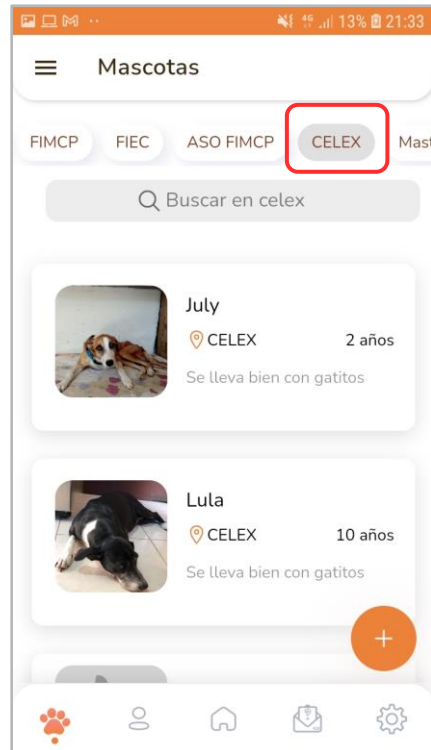 13% 21:33
Mascotas
FIMCP FIEC ASO FIMCP CELEX Mast
Buscar en celex
July
CELEX 2 años
Se lleva bien con gatitos
Lula
CELEX 10 años
Se lleva bien con gatitos
+